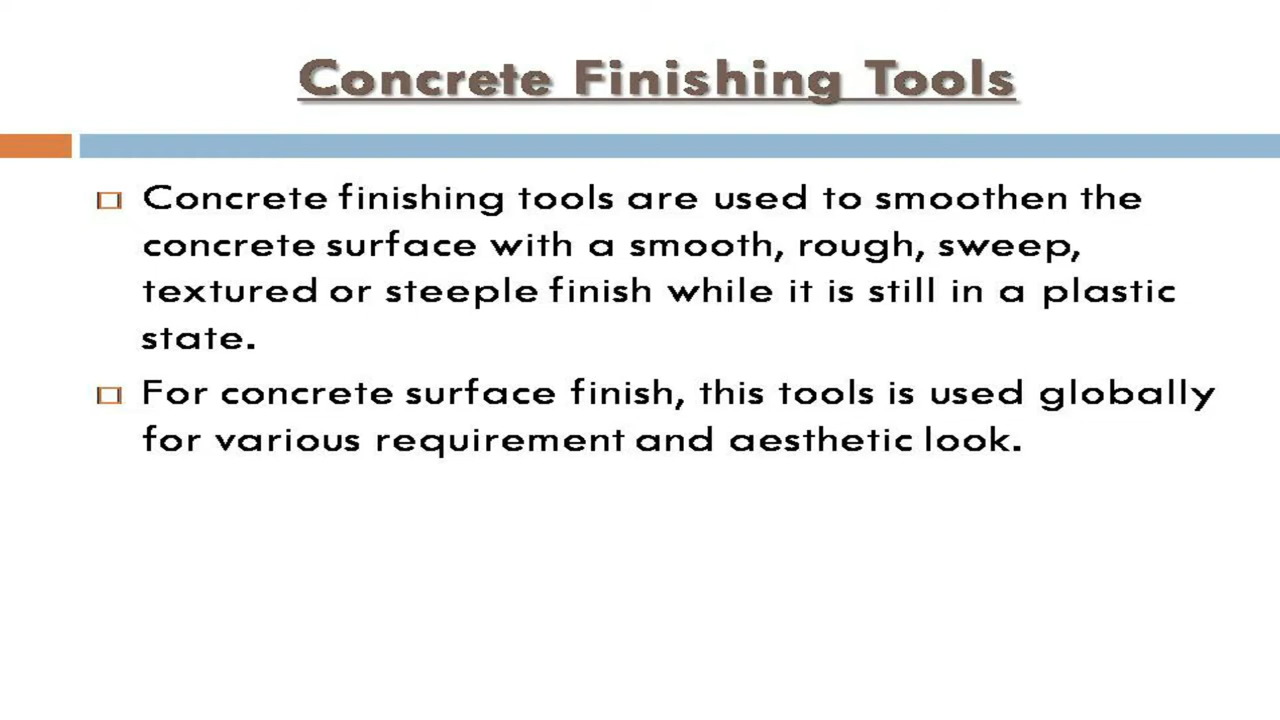 Concrete Finishing Tools
Concrete finishing tools are used to smoothen the
concrete surface with a smooth, rough, sweep,
textured or steeple finish while it is still in a plastic
state.
For concrete surface finish, this tools is used globally
for various requirement and aesthetic look.